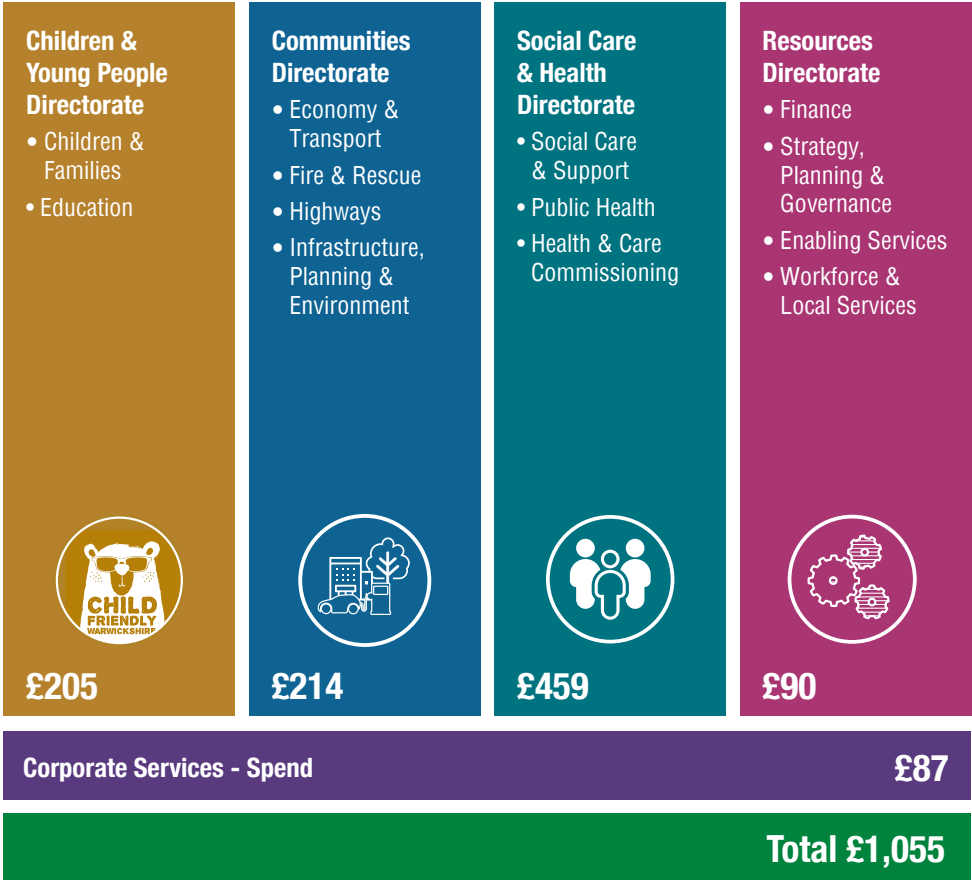 Children &
Young People
Directorate
• Children &
Families
• Education
CHILD
FRIENDLY
WARWICKSHIRE
£205
Communities
Directorate
• Economy &
Transport
• Fire & Rescue
• Highways
• Infrastructure,
Planning &
Environment
£214
Social Care
& Health
Directorate
• Social Care
& Support
• Public Health
• Health & Care
Commissioning
£459
Resources
Directorate
• Finance
• Strategy,
Planning &
Governance
• Enabling Services
• Workforce &
Local Services
£90
Corporate Services - Spend £87
Total £1,055